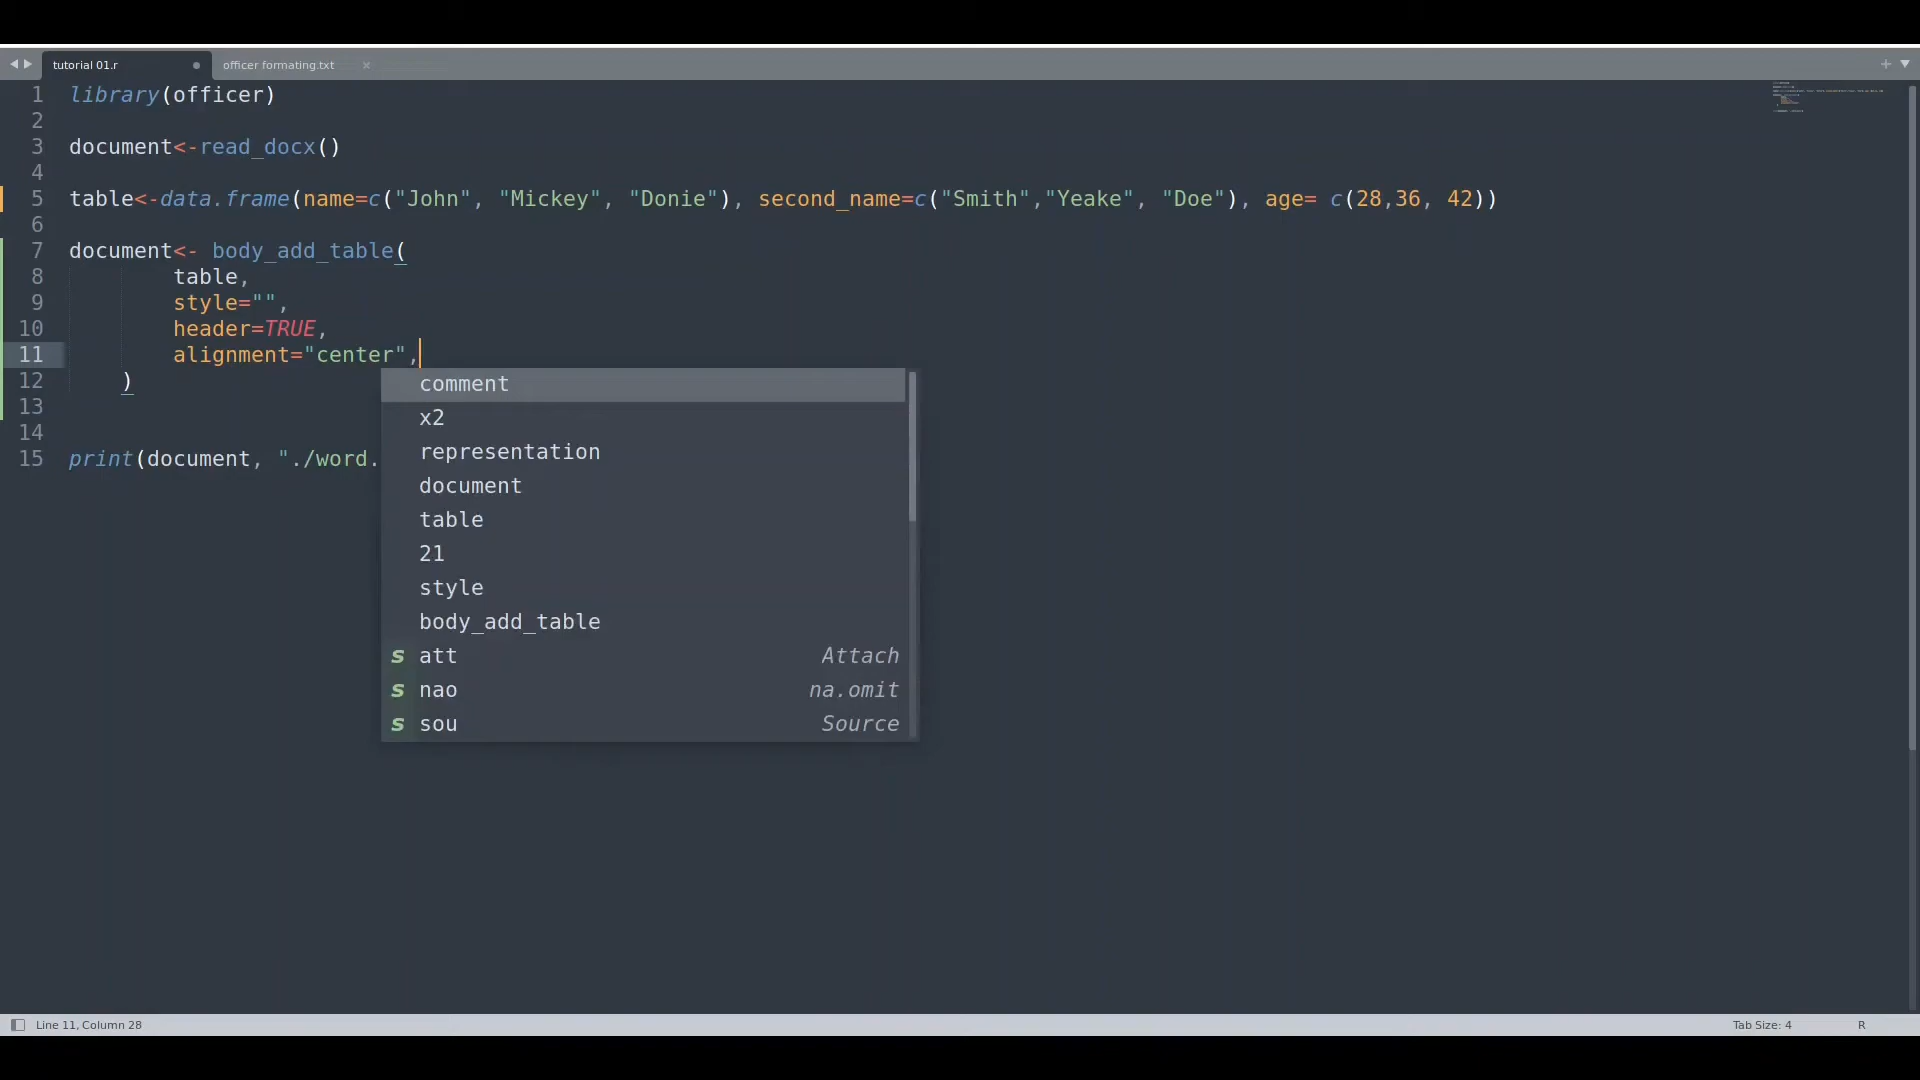 tutorial 01.r
officer formating.txt
1 library(officer)
2
3 document<-read_docx()
4
5 table<-data.frame(name=c("John", "Mickey", "Donie"), second_name=c("Smith","Yeake", "Doe"), age= c(28,36, 42))
6
7 document<- body_add_table(
8 table,
9 style="",
10 header=TRUE,
11 alignment="center",
12 )
13
14
15 print(document, "./word.
comment
x2
representation
document
table
21
style
body_add_table
s att Attach
s nao na.omit
s sou Source
Line 11, Column 28
Tab Size: 4
R